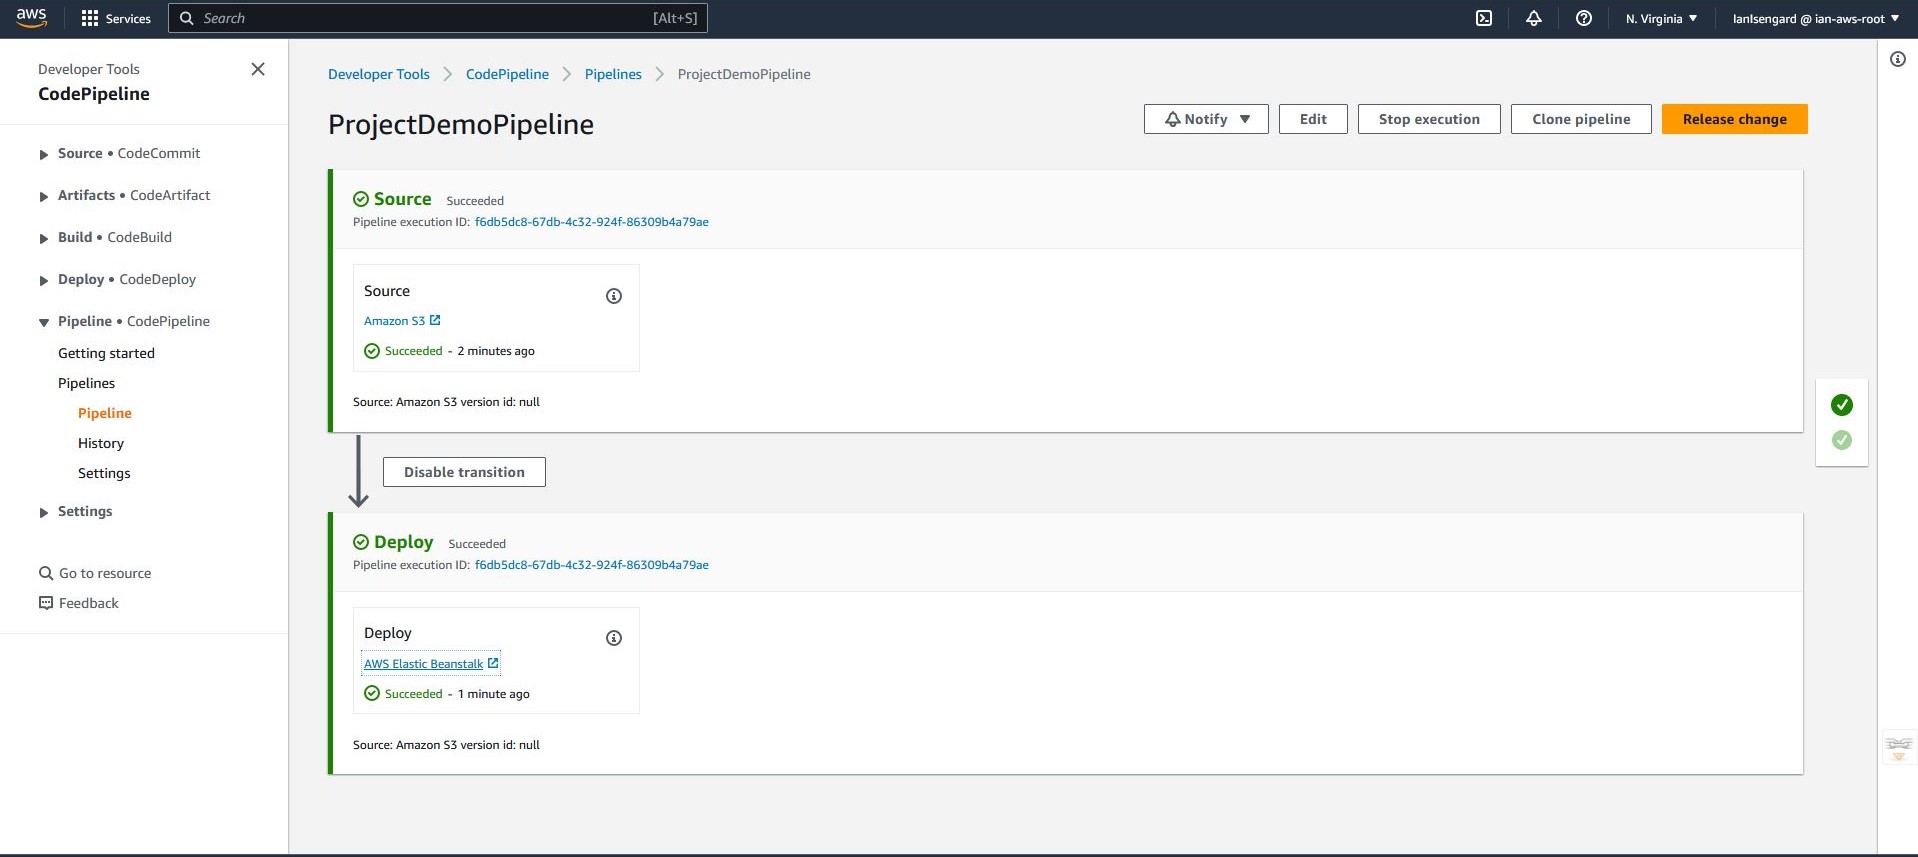 aws
Services
Search
[Alt+S]
N. Virginia
IanIsengard @ ian-aws-root
Developer Tools
CodePipeline
Source • CodeCommit
Artifacts • CodeArtifact
Build • CodeBuild
Deploy • CodeDeploy
Pipeline • CodePipeline
Getting started
Pipelines
Pipeline
History
Settings
Settings
Go to resource
Feedback
Developer Tools
CodePipeline
Pipelines
ProjectDemoPipeline
ProjectDemoPipeline
Notify
Edit
Stop execution
Clone pipeline
Release change
Source Succeeded
Pipeline execution ID: f6db5dc8-67db-4c32-924f-86309b4a79ae
Source
Amazon S3
Succeeded - 2 minutes ago
Source: Amazon S3 version id: null
Disable transition
Deploy Succeeded
Pipeline execution ID: f6db5dc8-67db-4c32-924f-86309b4a79ae
Deploy
AWS Elastic Beanstalk
Succeeded - 1 minute ago
Source: Amazon S3 version id: null